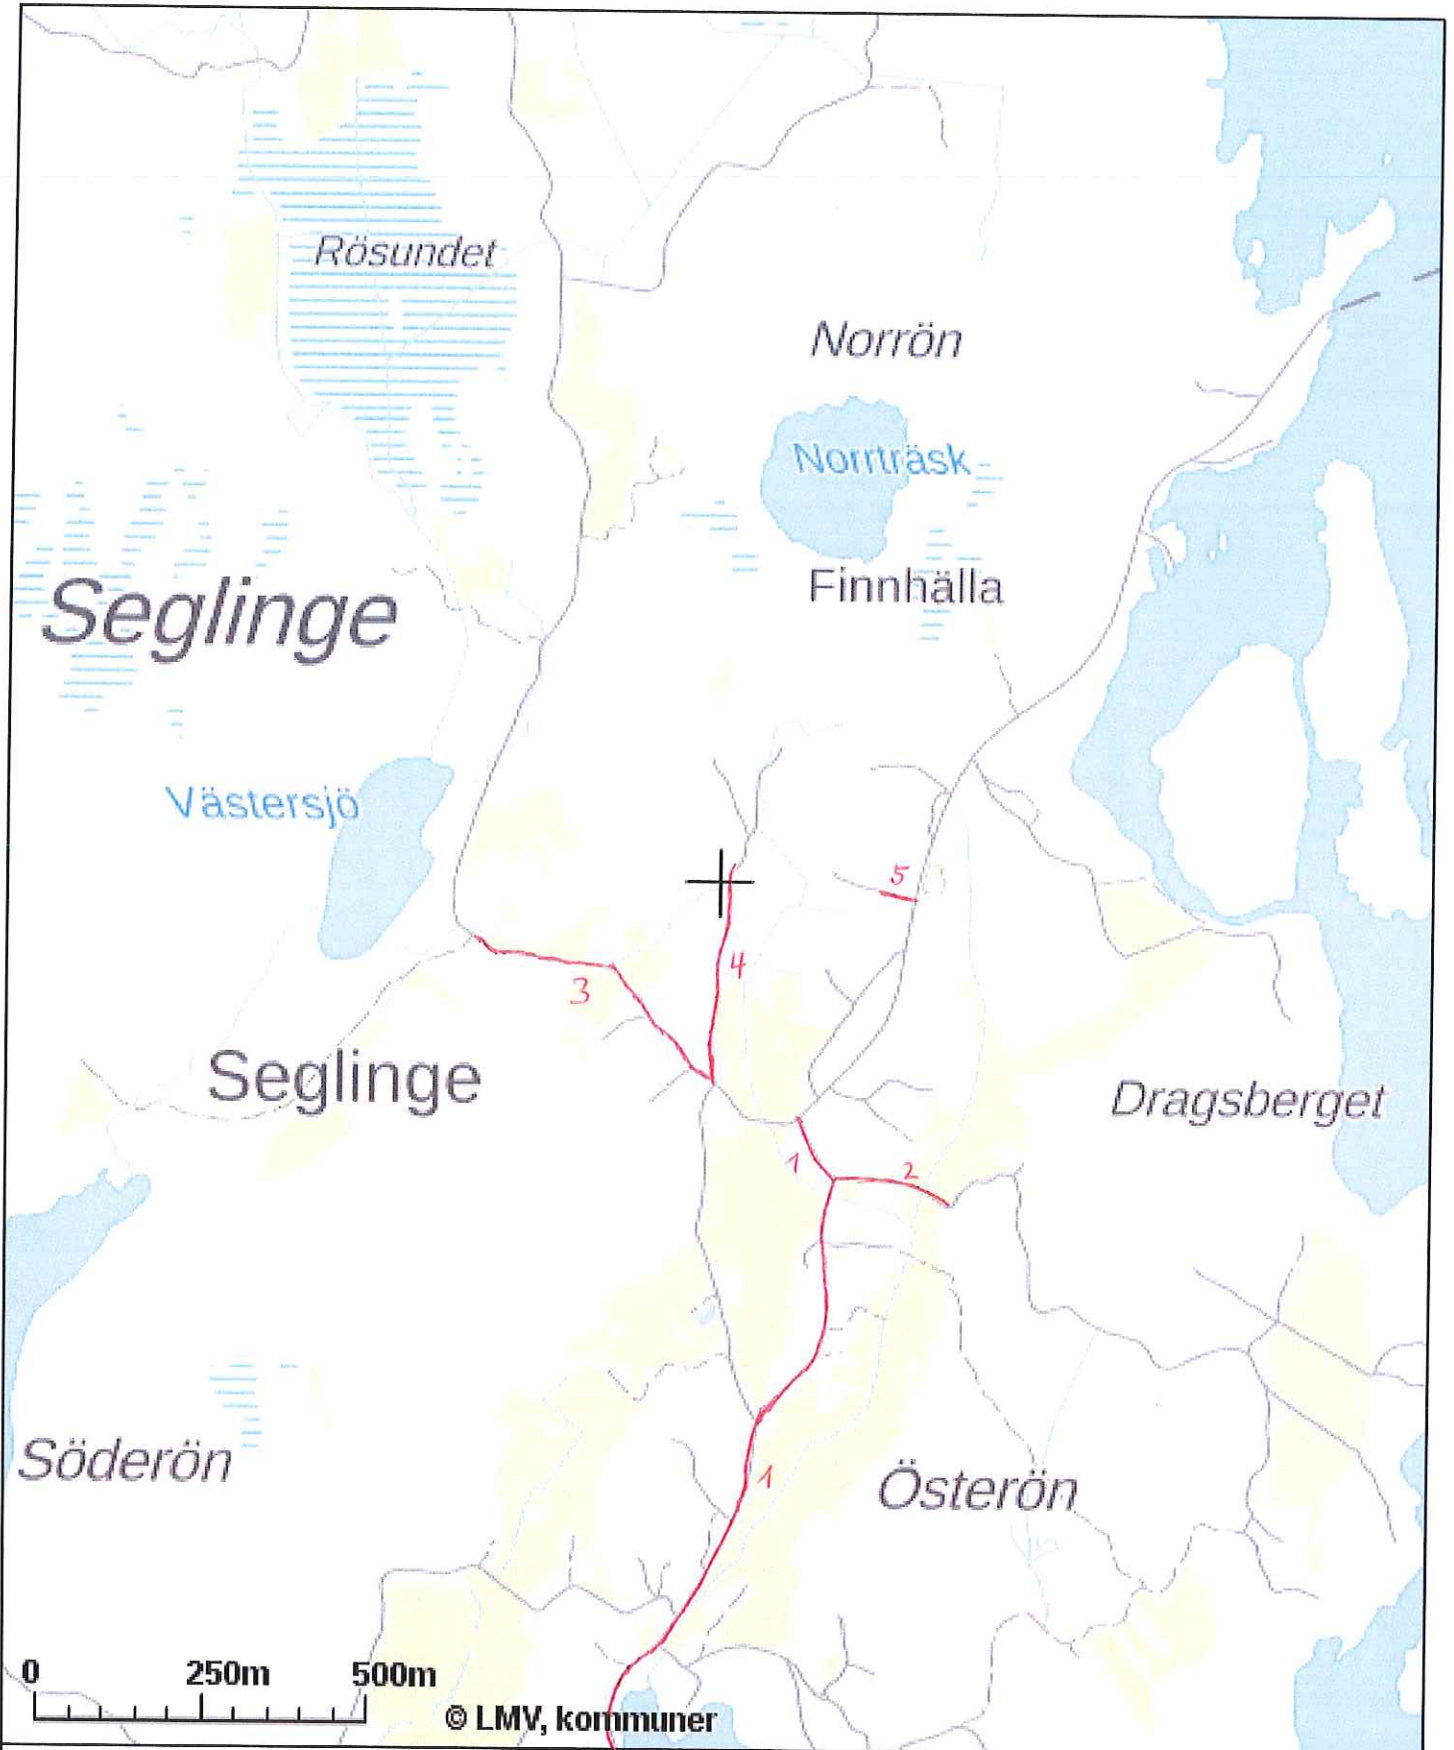 Rösundet
Norrön
Norrträsk
Finnhälla
Seglinge
Västersjö
5
4
3
Seglinge
Dragsberget
1
2
Söderön
1
Österön
0 250m 500m
© LMV, kommuner